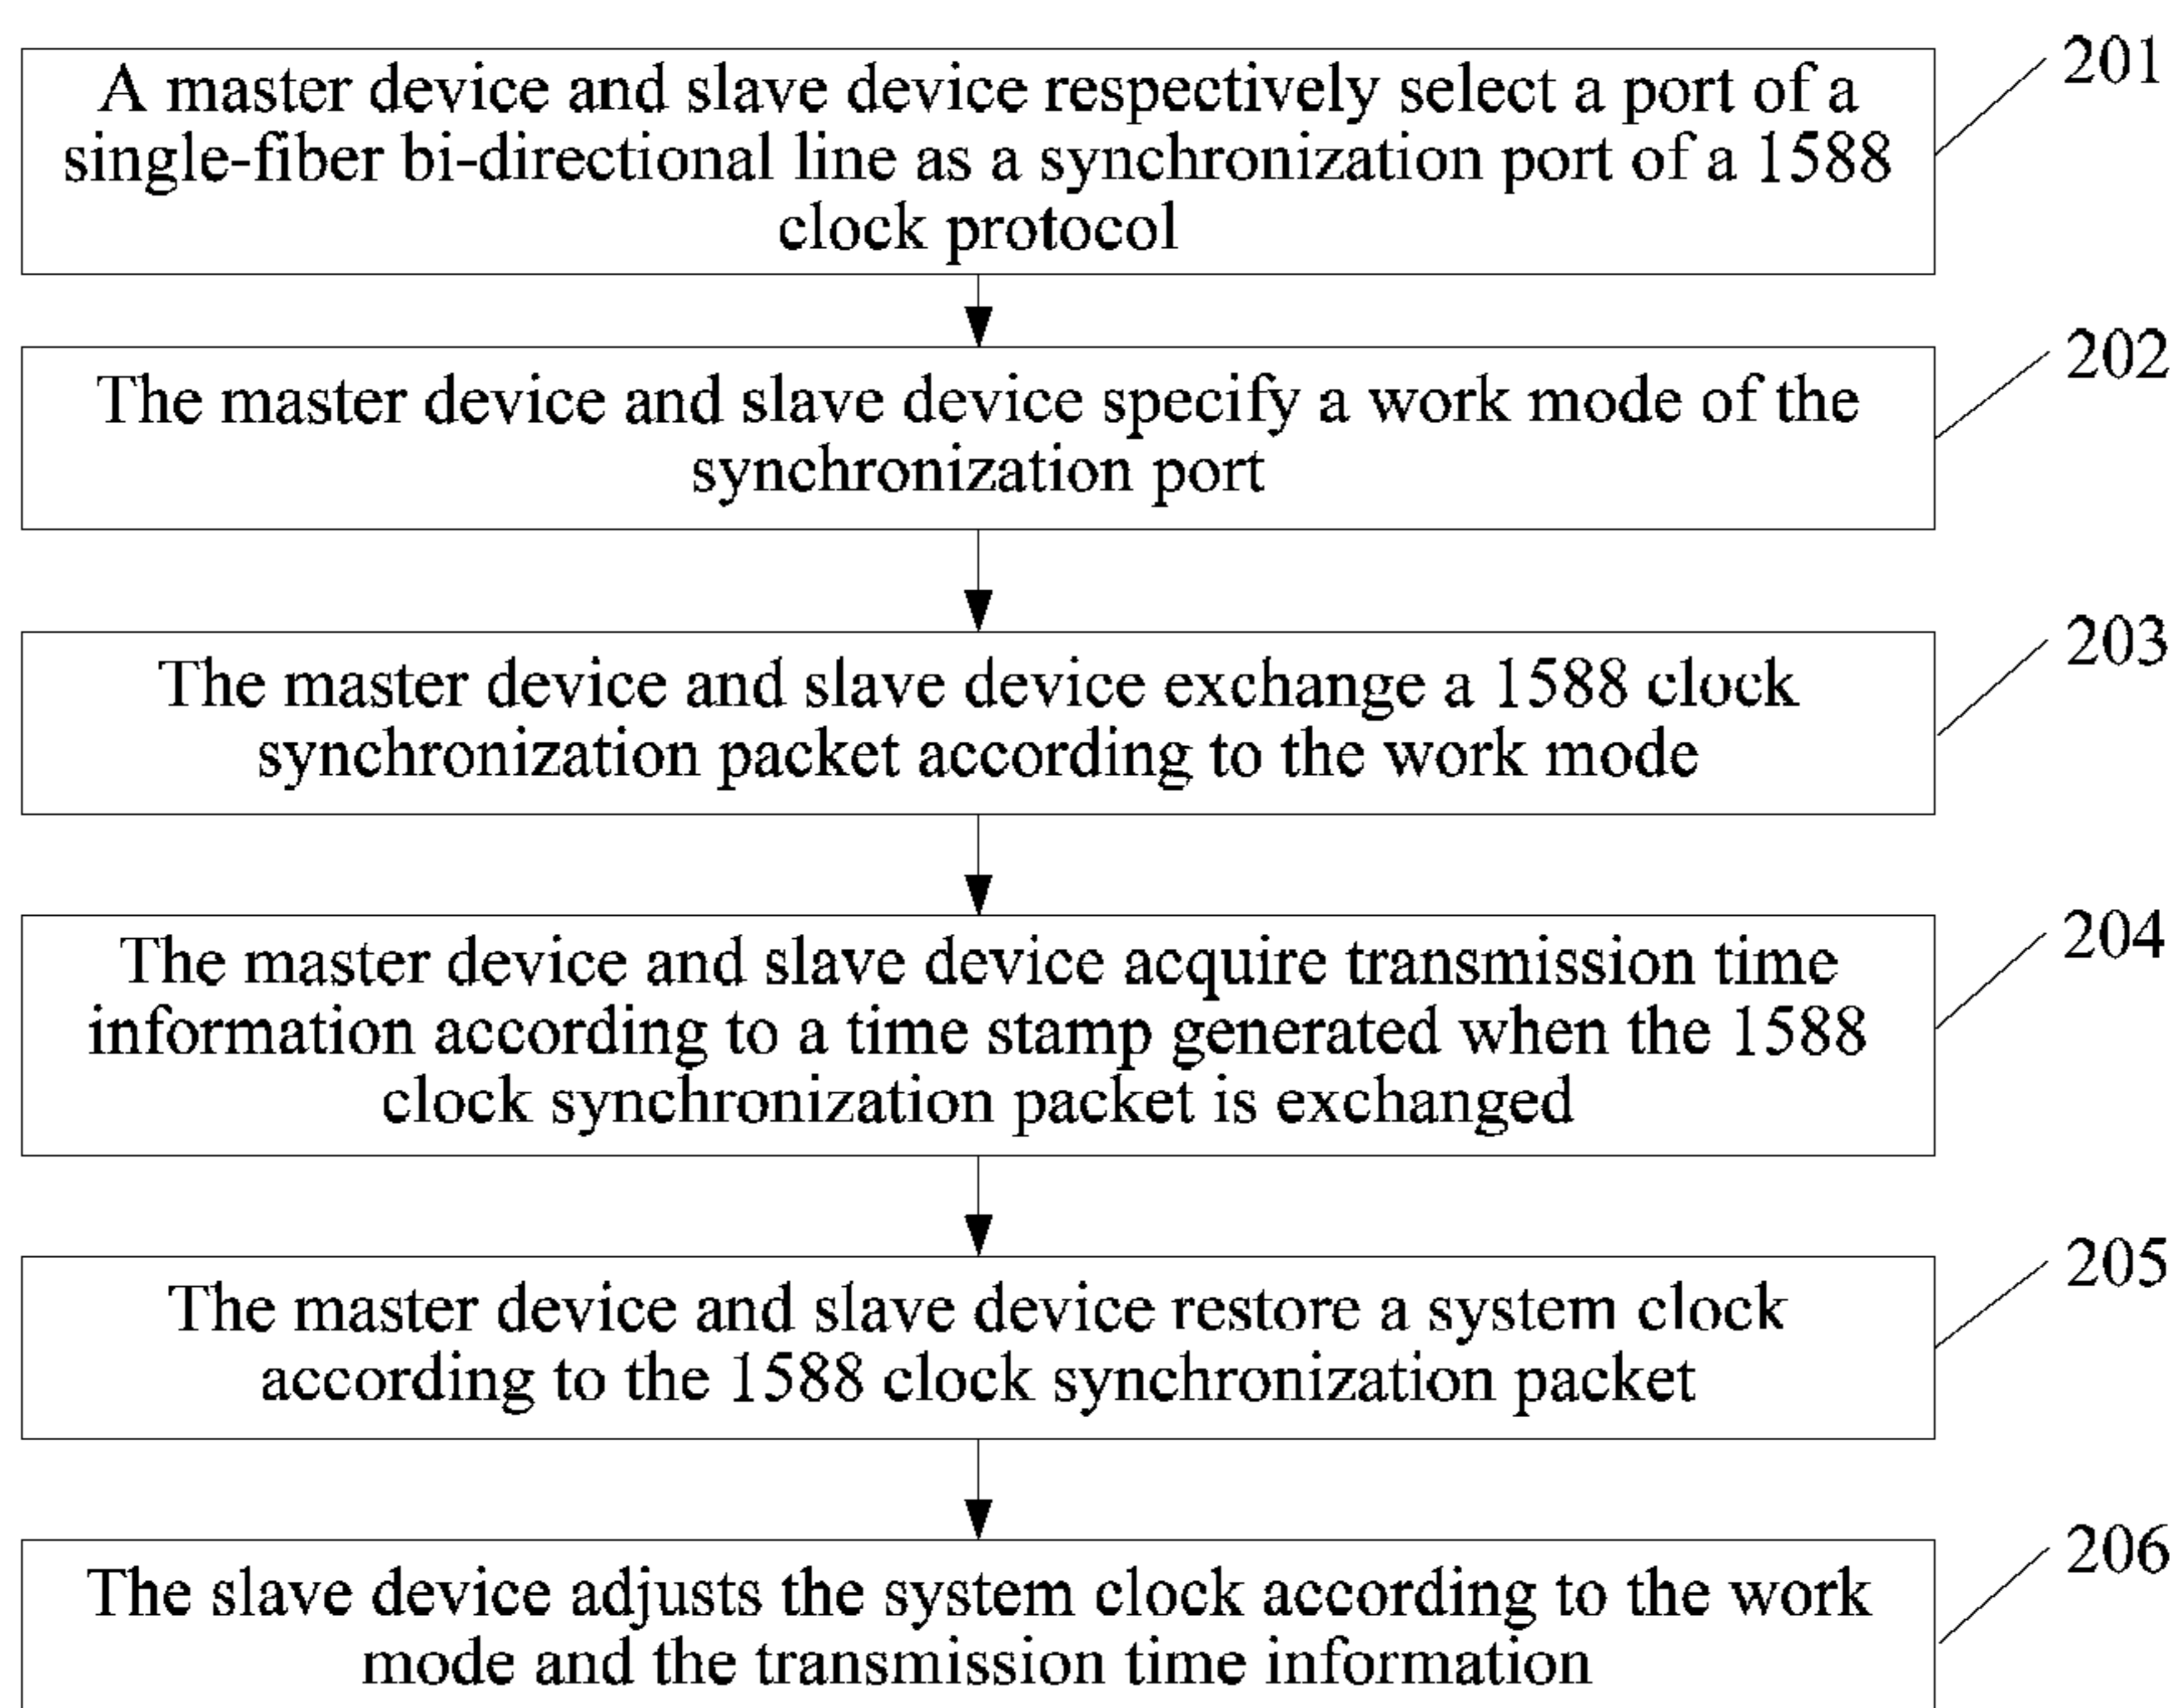 A master device and slave device respectively select a port of a
single-fiber bi-directional line as a synchronization port of a 1588
clock protocol
201
The master device and slave device specify a work mode of the
synchronization port
202
The master device and slave device exchange a 1588 clock
synchronization packet according to the work mode
203
The master device and slave device acquire transmission time
information according to a time stamp generated when the 1588
clock synchronization packet is exchanged
204
The master device and slave device restore a system clock
according to the 1588 clock synchronization packet
205
The slave device adjusts the system clock according to the work
mode and the transmission time information
206